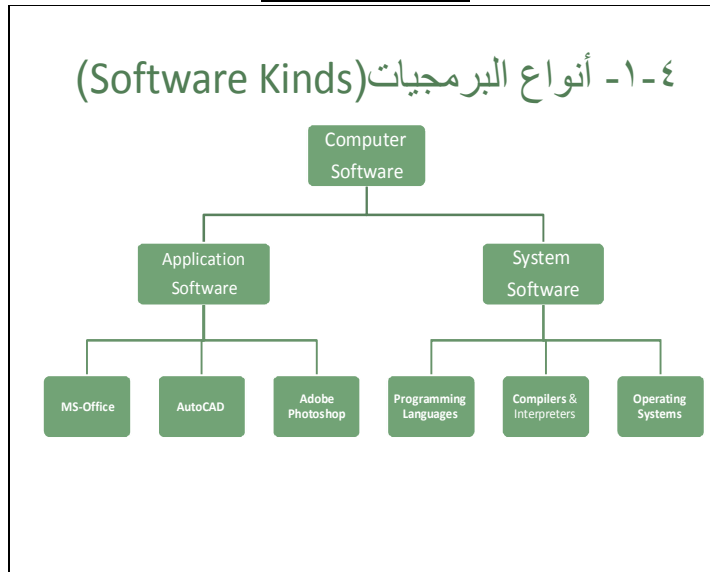 ٤-١- أنواع البرمجيات(Software Kinds)
Computer
Software
Application
Software
System
Software
MS-Office
AutoCAD
Adobe
Photoshop
Programming
Languages
Compilers &
Interpreters
Operating
Systems